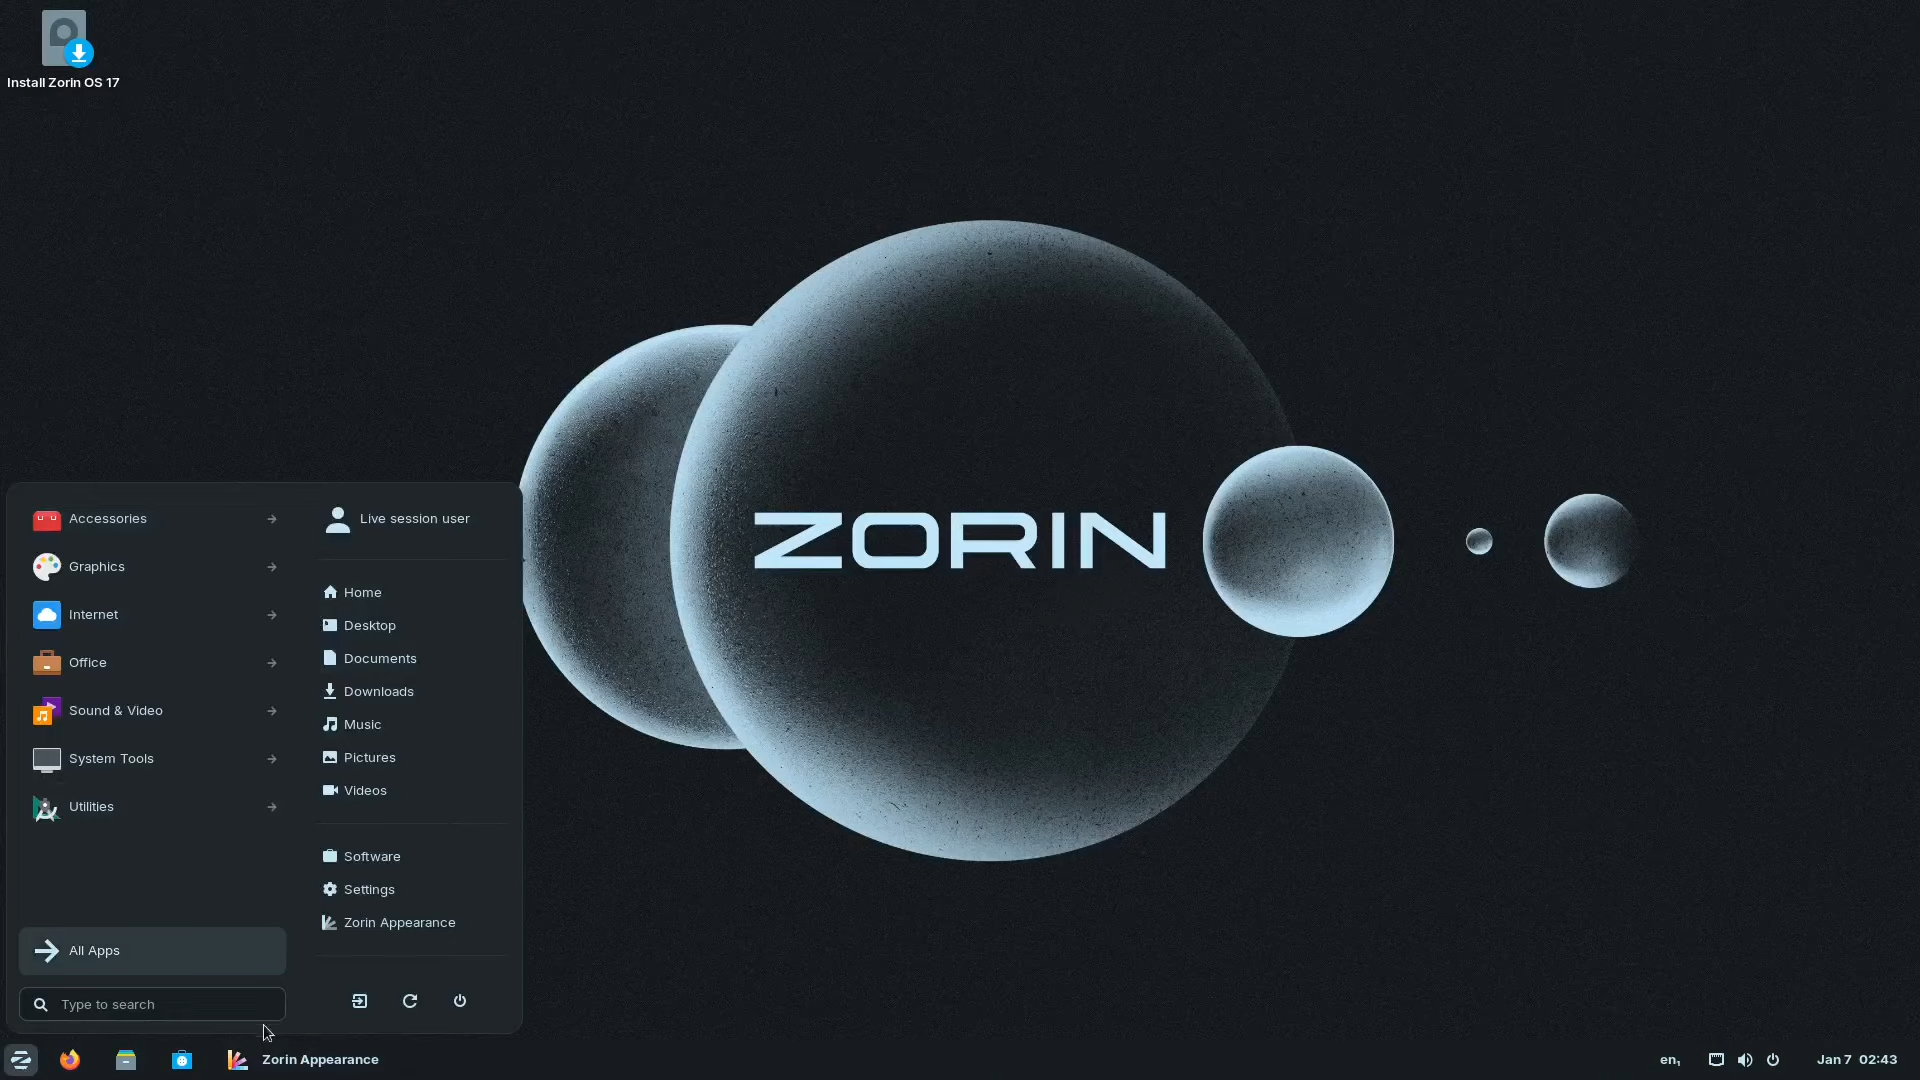 Install Zorin OS 17
ZORIN
Accessories
Graphics
Internet
Office
Sound & Video
System Tools
Utilities
All Apps
Type to search
Live session user
Home
Desktop
Documents
Downloads
Music
Pictures
Videos
Software
Settings
Zorin Appearance
Zorin Appearance
en₁
Jan 7 02:43